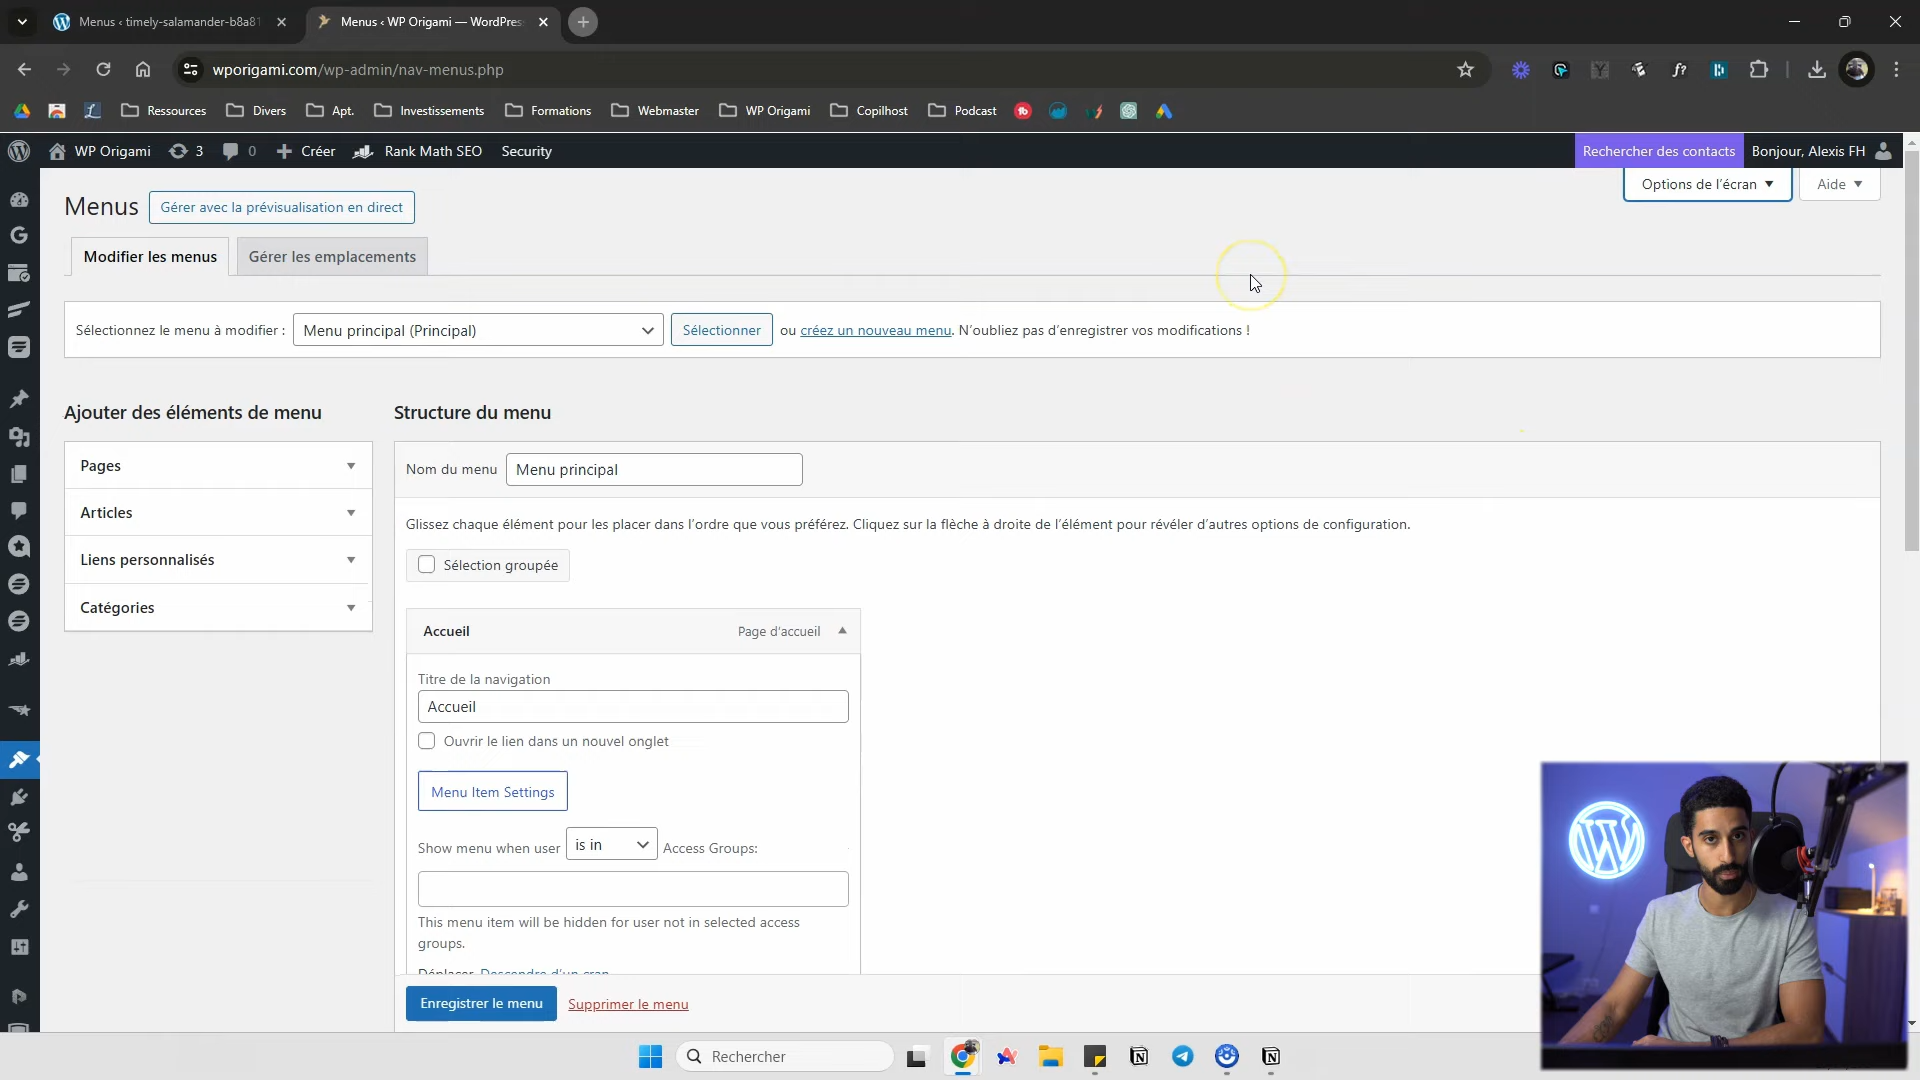 Menus ‹ timely-salamander-b8a81
Menus ‹ WP Origami — WordPres
wporigami.com/wp-admin/nav-menus.php
Ressources
Divers
Apt.
Investissements
Formations
Webmaster
WP Origami
Copilhost
Podcast
WP Origami
3
0
Créer
Rank Math SEO
Security
Rechercher des contacts
Bonjour, Alexis FH
Menus
Gérer avec la prévisualisation en direct
Options de l’écran
Aide
Modifier les menus
Gérer les emplacements
Sélectionnez le menu à modifier :
Menu principal (Principal)
Sélectionner
ou créez un nouveau menu. N’oubliez pas d’enregistrer vos modifications !
Ajouter des éléments de menu
Structure du menu
Pages
Articles
Liens personnalisés
Catégories
Nom du menu
Menu principal
Glissez chaque élément pour les placer dans l’ordre que vous préférez. Cliquez sur la flèche à droite de l’élément pour révéler d’autres options de configuration.
Sélection groupée
Accueil
Page d’accueil
Titre de la navigation
Accueil
Ouvrir le lien dans un nouvel onglet
Menu Item Settings
Show menu when user
is in
Access Groups:
This menu item will be hidden for user not in selected access
groups.
Déplacer Descendre d’un cran
Enregistrer le menu
Supprimer le menu
Rechercher